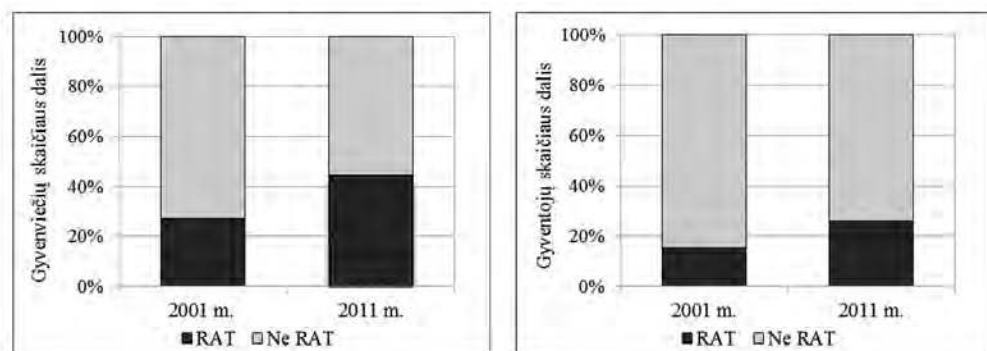 Gyvenviečių skaičiaus dalis
100%
80%
60%
40%
20%
0%
2001 m. 2011 m.
■RAT ■Ne RAT
Gyventojų skaičiaus dalis
100%
80%
60%
40%
20%
0%
2001 m. 2011 m.
■RAT ■Ne RAT